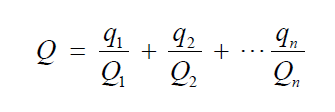 Q = q₁/Q₁ + q₂/Q₂ + ⋯ qₙ/Qₙ